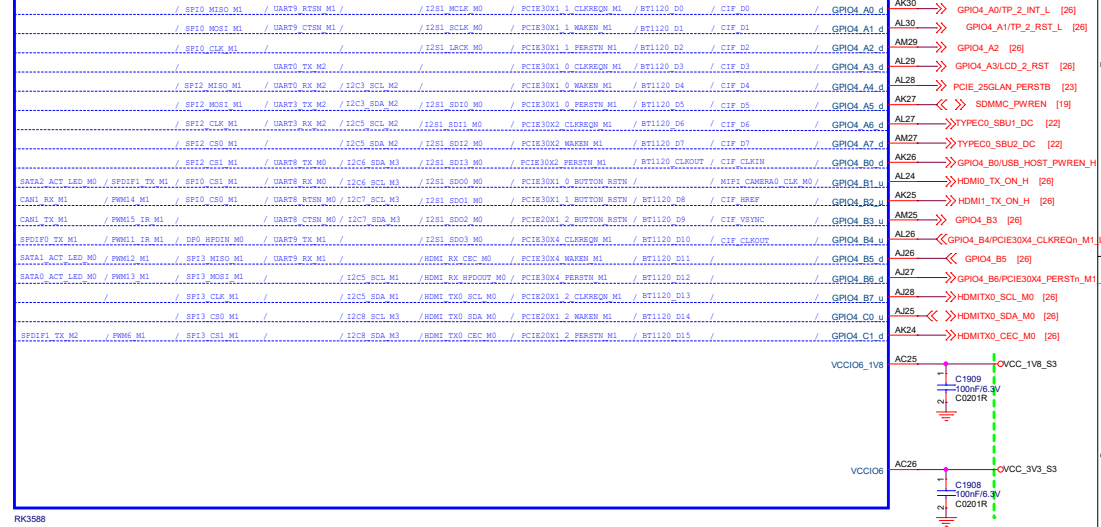 / SPI0_MISO_M1 / UART9_RTSN_M1 / / I2S1_MCLK_M0 / PCIE30X1_1_CLKREQN_M1 / BT1120_D0 / CIF_D0 / GPIO4_A0_d AK30 GPIO4_A0/TP_2_INT_L [26]
/ SPI0_MOSI_M1 / UART9_CTSN_M1 / / I2S1_SCLK_M0 / PCIE30X1_1_WAKEN_M1 / BT1120_D1 / CIF_D1 / GPIO4_A1_d AL30 GPIO4_A1/TP_2_RST_L [26]
/ SPI0_CLK_M1 / / I2S1_LRCK_M0 / PCIE30X1_1_PERSTN_M1 / BT1120_D2 / CIF_D2 / GPIO4_A2_d AM29 GPIO4_A2 [26]
/ UART0_TX_M2 / / PCIE30X1_0_CLKREQN_M1 / BT1120_D3 / CIF_D3 / GPIO4_A3_d AL29 GPIO4_A3/LCD_2_RST [26]
/ SPI2_MISO_M1 / UART0_RX_M2 / I2C3_SCL_M2 / / PCIE30X1_0_WAKEN_M1 / BT1120_D4 / CIF_D4 / GPIO4_A4_d AL28 PCIE_25GLAN_PERSTB [23]
/ SPI2_MOSI_M1 / UART3_TX_M2 / I2C3_SDA_M2 / I2S1_SDI0_M0 / PCIE30X1_0_PERSTN_M1 / BT1120_D5 / CIF_D5 / GPIO4_A5_d AK27 SDMMC_PWREN [19]
/ SPI2_CLK_M1 / UART3_RX_M2 / I2C5_SCL_M2 / I2S1_SDI1_M0 / PCIE30X2_CLKREQN_M1 / BT1120_D6 / CIF_D6 / GPIO4_A6_d AL27 TYPEC0_SBU1_DC [22]
/ SPI2_CS0_M1 / / I2C5_SDA_M2 / I2S1_SDI2_M0 / PCIE30X2_WAKEN_M1 / BT1120_D7 / CIF_D7 / GPIO4_A7_d AM27 TYPEC0_SBU2_DC [22]
/ SPI2_CS1_M1 / UART8_TX_M0 / I2C6_SDA_M3 / I2S1_SDI3_M0 / PCIE30X2_PERSTN_M1 / BT1120_CLKOUT / CIF_CLKIN / GPIO4_B0_d AK26 GPIO4_B0/USB_HOST_PWREN_H
SATA2_ACT_LED_M0 / SPDIF1_TX_M1 / SPI0_CS1_M1 / UART8_RX_M0 / I2C6_SCL_M3 / I2S1_SDO0_M0 / PCIE30X1_0_BUTTON_RSTN / / MIPI_CAMERA0_CLK_M0 / GPIO4_B1_u AL24 HDMI0_TX_ON_H [26]
CAN1_RX_M1 / PWM14_M1 / SPI0_CS0_M1 / UART8_RTSN_M0 / I2C7_SCL_M3 / I2S1_SDO1_M0 / PCIE30X1_1_BUTTON_RSTN / BT1120_D8 / CIF_HREF / GPIO4_B2_u AK25 HDMI1_TX_ON_H [26]
CAN1_TX_M1 / PWM15_IR_M1 / / UART8_CTSN_M0 / I2C7_SDA_M3 / I2S1_SDO2_M0 / PCIE20X1_2_BUTTON_RSTN / BT1120_D9 / CIF_VSYNC / GPIO4_B3_u AM25 GPIO4_B3 [26]
SPDIF0_TX_M1 / PWM11_IR_M1 / DP0_HPDIN_M0 / UART9_TX_M1 / / I2S1_SDO3_M0 / PCIE30X4_CLKREQN_M1 / BT1120_D10 / CIF_CLKOUT / GPIO4_B4_u AL26 GPIO4_B4/PCIE30X4_CLKREQn_M1_L
SATA1_ACT_LED_M0 / PWM12_M1 / SPI3_MISO_M1 / UART9_RX_M1 / / HDMI_RX_CEC_M0 / PCIE30X4_WAKEN_M1 / BT1120_D11 / / GPIO4_B5_d AJ26 GPIO4_B5 [26]
SATA0_ACT_LED_M0 / PWM13_M1 / SPI3_MOSI_M1 / / I2C5_SCL_M1 / HDMI_RX_HPDOUT_M0 / PCIE30X4_PERSTN_M1 / BT1120_D12 / / GPIO4_B6_d AJ27 GPIO4_B6/PCIE30X4_PERSTn_M1
/ SPI3_CLK_M1 / / I2C5_SDA_M1 / HDMI_TX0_SCL_M0 / PCIE20X1_2_CLKREQN_M1 / BT1120_D13 / / GPIO4_B7_u AJ28 HDMITX0_SCL_M0 [26]
/ SPI3_CS0_M1 / / I2C8_SCL_M3 / HDMI_TX0_SDA_M0 / PCIE20X1_2_WAKEN_M1 / BT1120_D14 / / GPIO4_C0_u AJ25 HDMITX0_SDA_M0 [26]
SPDIF1_TX_M2 / PWM6_M1 / SPI3_CS1_M1 / / I2C8_SDA_M3 / HDMI_TX0_CEC_M0 / PCIE20X1_2_PERSTN_M1 / BT1120_D15 / / GPIO4_C1_d AK24 HDMITX0_CEC_M0 [26]
VCCIO6_1V8 AC25 VCC_1V8_S3
1
C1909
100nF/6.3V
C0201R
2
VCCIO6 AC26 VCC_3V3_S3
1
C1908
100nF/6.3V
C0201R
2
RK3588